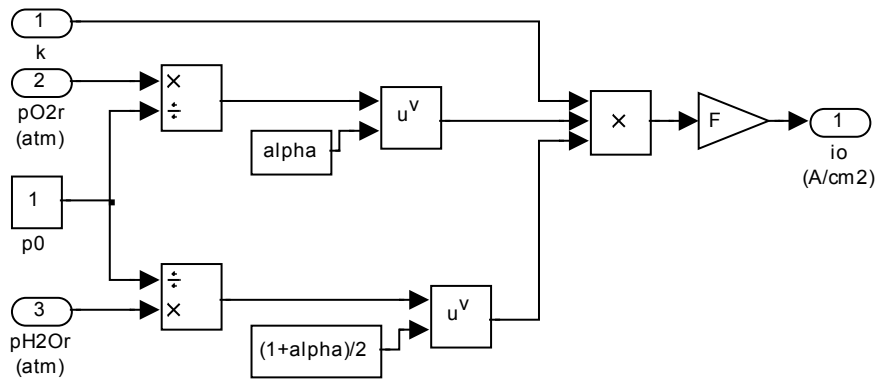 1
k
2
pO2r
(atm)
×
÷
u^v
alpha
1
p0
÷
×
3
pH2Or
(atm)
u^v
(1+alpha)/2
×
F
1
io
(A/cm2)